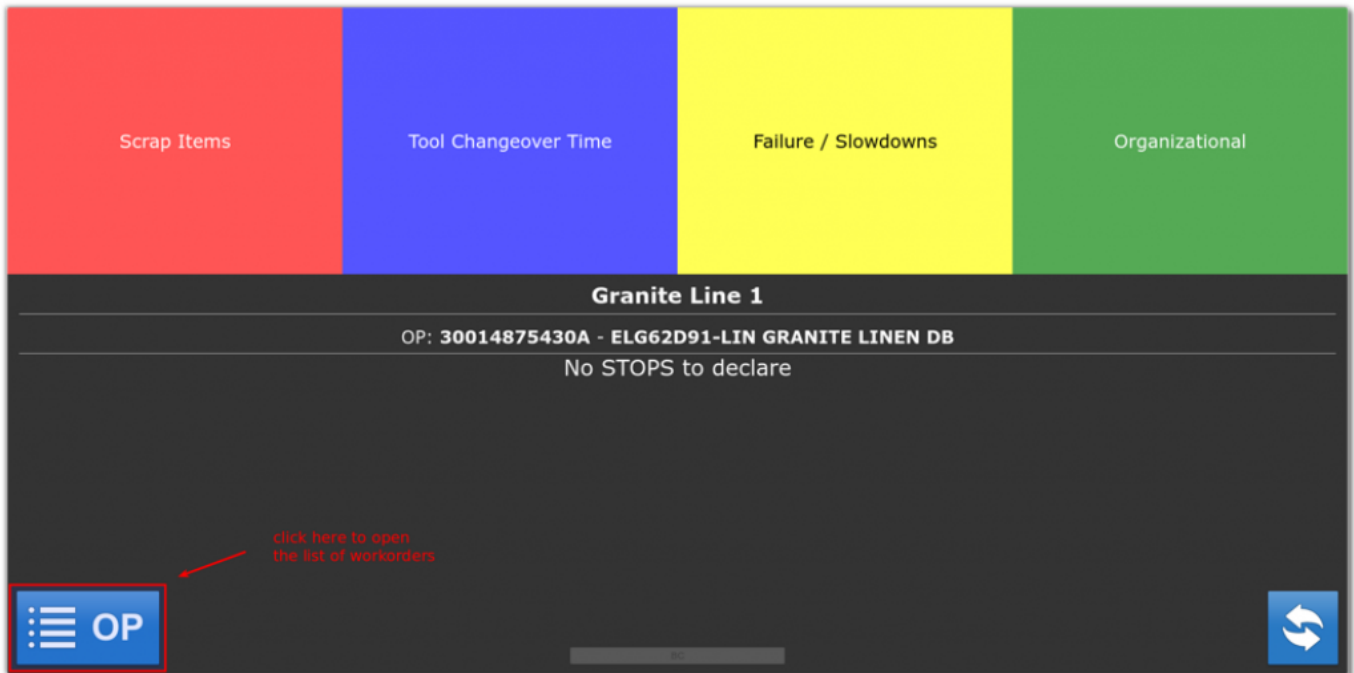 Scrap Items
Tool Changeover Time
Failure / Slowdowns
Organizational
Granite Line 1
OP: 30014875430A - ELG62D91-LIN GRANITE LINEN DB
No STOPS to declare
click here to open
the list of workorders
OP